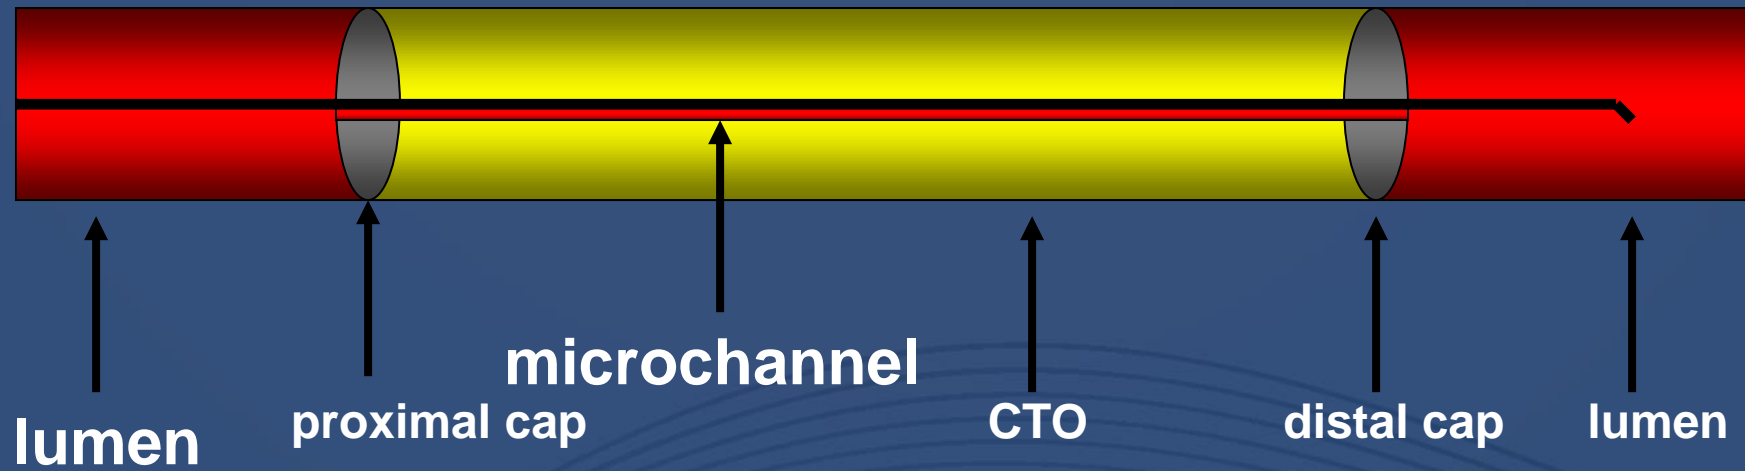 microchannel
lumen
proximal cap
CTO
distal cap
lumen